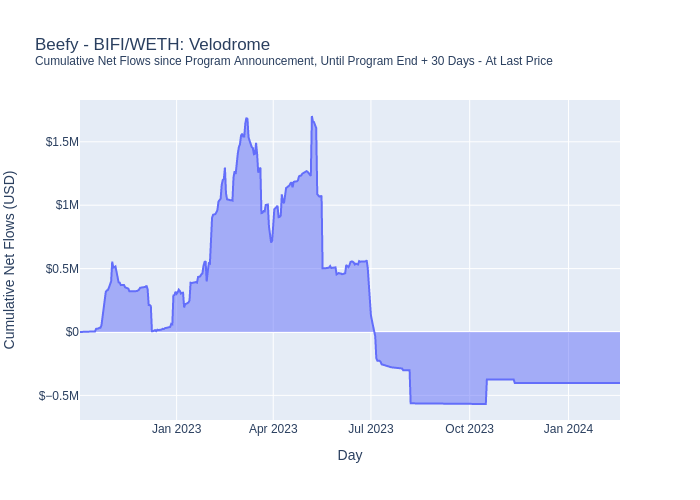 Beefy - BIFI/WETH: Velodrome
Cumulative Net Flows since Program Announcement, Until Program End + 30 Days - At Last Price
Cumulative Net Flows (USD)
$1.5M
$1M
$0.5M
$0
$−0.5M
Jan 2023
Apr 2023
Jul 2023
Oct 2023
Jan 2024
Day